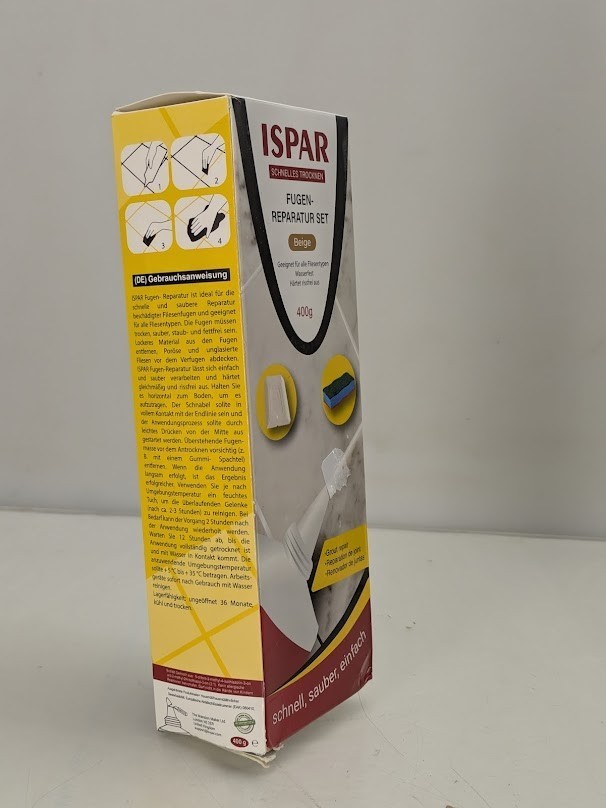 1
2
3
4
(DE) Gebrauchsanweisung
ISPAR Fugen- Reparatur ist ideal für die
schnelle und saubere Reparatur
beschädigter Fliesenfugen und geeignet
für alle Fliesentypen. Die Fugen müssen
trocken, sauber, staub- und fettfrei sein.
Lockeres Material aus den Fugen
entfernen. Poröse und unglasierte
Fliesen vor dem Verfugen abdecken.
ISPAR Fugen-Reparatur lässt sich einfach
und sauber verarbeiten und härtet
gleichmäßig und rissfrei aus. Halten Sie
es horizontal zum Boden, um es
aufzutragen. Der Schnabel sollte in
vollem Kontakt mit der Endlinie sein und
der Anwendungsprozess sollte durch
leichtes Drücken von der Mitte aus
gestartet werden. Überstehende Fugen-
masse vor dem Antrocknen vorsichtig (z.
B. mit einem Gummi- Spachtel)
entfernen. Wenn die Anwendung
langsam erfolgt, ist das Ergebnis
erfolgreicher. Verwenden Sie je nach
Umgebungstemperatur ein feuchtes
Tuch, um die überlaufenden Gelenke
(nach ca. 2-3 Stunden) zu reinigen. Bei
Bedarf kann der Vorgang 2 Stunden nach
der Anwendung wiederholt werden.
Warten Sie 12 Stunden ab, bis die
Anwendung vollständig getrocknet ist
und mit Wasser in Kontakt kommt. Die
anzuwendende Umgebungstemperatur
sollte +5 °C bis +35 °C betragen. Arbeits-
geräte sofort nach Gebrauch mit Wasser
reinigen.
Lagerfähigkeit: ungeöffnet 36 Monate,
kühl und trocken.
400 g
ISPAR
SCHNELLES TROCKNEN
FUGEN-
REPARATUR SET
Beige
Geeignet für alle Fliesentypen
Wasserfest
Härtet rissfrei aus
400g
-Grout repair
-Réparation de joints
-Renovador de juntas
schnell, sauber, einfach